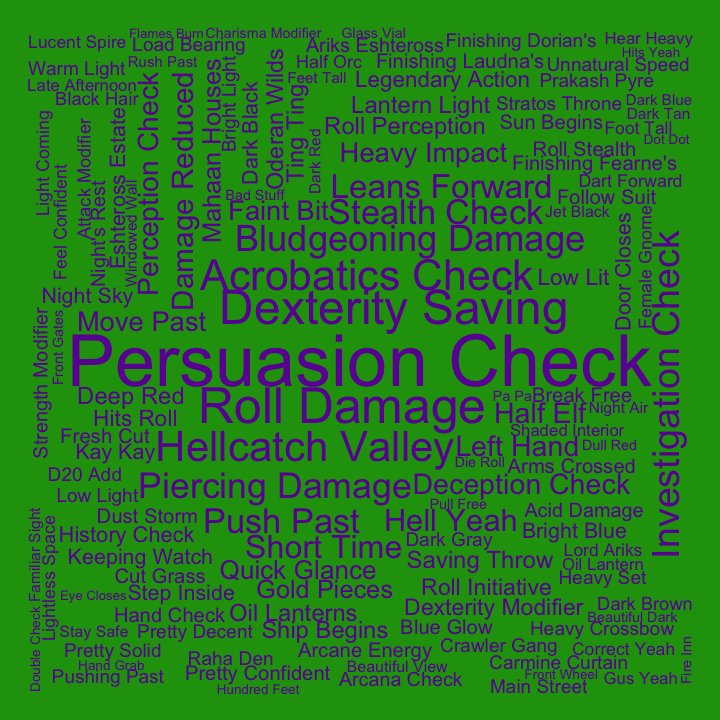 Flames Burn
Charisma Modifier
Glass Vial
Lucent Spire
Load Bearing
Ariks Eshteross
Finishing Dorian's
Hear Heavy
Hits Yeah
Warm Light
Rush Past
Half Orc
Finishing Laudna's
Unnatural Speed
Late Afternoon
Feet Tall
Legendary Action
Prakash Pyre
Black Hair
Lantern Light
Stratos Throne
Dark Blue
Dark Tan
Roll Perception
Sun Begins
Foot Tall
Dot Dot
Heavy Impact
Roll Stealth
Finishing Fearne's
Light Coming
Feel Confident
Attack Modifier
Night's Rest
Eshteross Estate
Windowed Wall
Perception Check
Damage Reduced
Mahaan Houses
Bright Light
Dark Black
Oderan Wilds
Ting Ting
Dark Red
Leans Forward
Dart Forward
Bad Stuff
Follow Suit
Faint Bit
Stealth Check
Jet Black
Bludgeoning Damage
Door Closes
Female Gnome
Investigation Check
Acrobatics Check
Low Lit
Night Sky
Dexterity Saving
Move Past
Strength Modifier
Front Gates
Persuasion Check
Deep Red
Roll Damage
Pa Pa
Break Free
Hits Roll
Half Elf
Night Air
Fresh Cut
Shaded Interior
Kay Kay
Hellcatch Valley
Left Hand
Dull Red
D20 Add
Die Roll
Arms Crossed
Low Light
Piercing Damage
Deception Check
Pull Free
Dust Storm
Push Past
Hell Yeah
Acid Damage
History Check
Bright Blue
Short Time
Dark Gray
Lord Ariks
Keeping Watch
Saving Throw
Oil Lantern
Cut Grass
Quick Glance
Heavy Set
Double Check
Familiar Sight
Lightless Space
Eye Closes
Step Inside
Gold Pieces
Roll Initiative
Hand Check
Oil Lanterns
Dexterity Modifier
Dark Brown
Beautiful Dark
Stay Safe
Pretty Decent
Ship Begins
Blue Glow
Heavy Crossbow
Pretty Solid
Arcane Energy
Crawler Gang
Correct Yeah
Hand Grab
Raha Den
Beautiful View
Carmine Curtain
Fire Inn
Pushing Past
Pretty Confident
Arcana Check
Front Wheel
Gus Yeah
Hundred Feet
Main Street